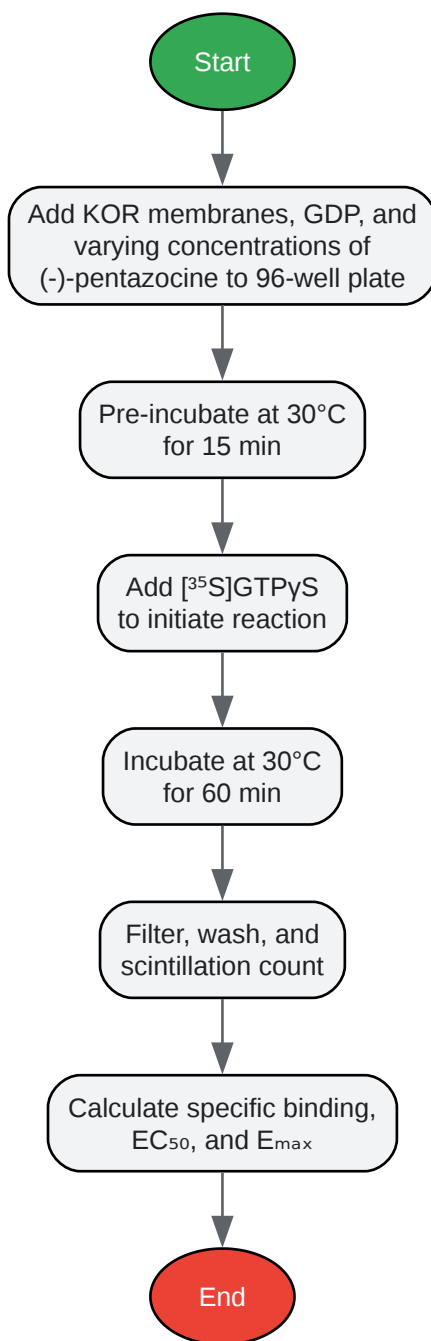 Start
Add KOR membranes, GDP, and
varying concentrations of
(-)-pentazocine to 96-well plate
Pre-incubate at 30°C
for 15 min
Add [³⁵S]GTPγS
to initiate reaction
Incubate at 30°C
for 60 min
Filter, wash, and
scintillation count
Calculate specific binding,
EC₅₀, and Eₘₐₓ
End